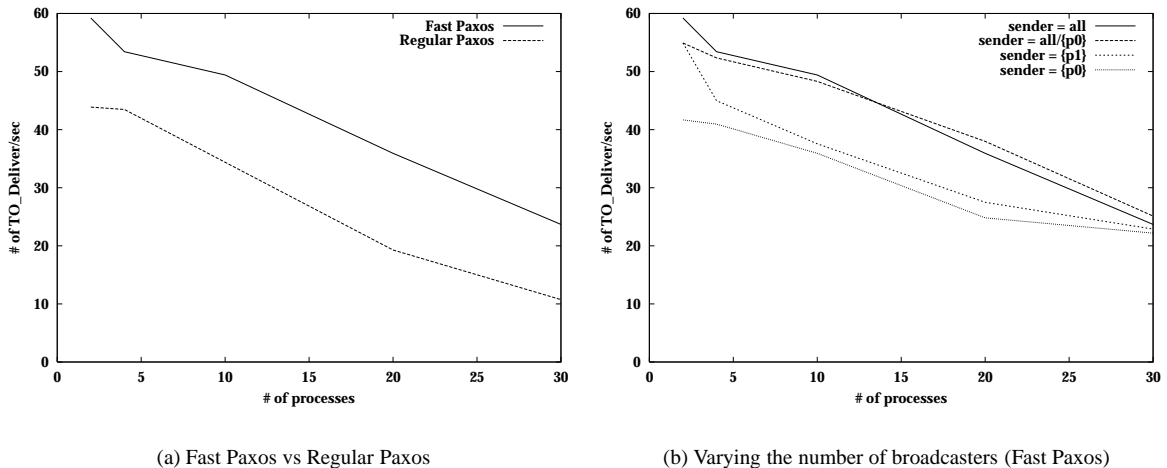 60
50
40
30
20
10
0
# of TO_Deliver/sec
Fast Paxos
Regular Paxos
0 5 10 15 20 25 30
# of processes
(a) Fast Paxos vs Regular Paxos
60
50
40
30
20
10
0
# of TO_Deliver/sec
sender = all
sender = all/{p0}
sender = {p1}
sender = {p0}
0 5 10 15 20 25 30
# of processes
(b) Varying the number of broadcasters (Fast Paxos)